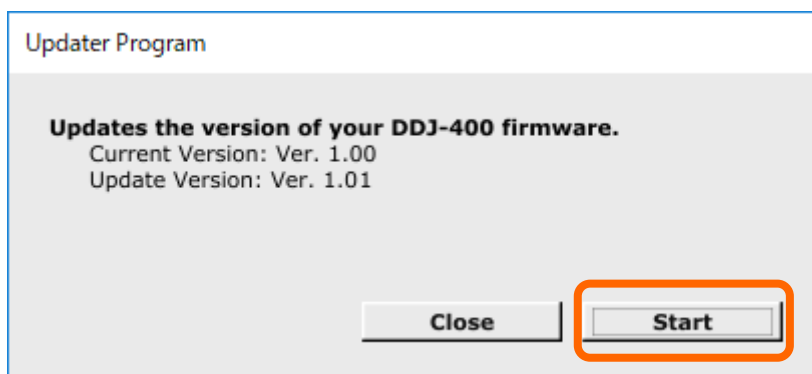 Updater Program
Updates the version of your DDJ-400 firmware.
Current Version: Ver. 1.00
Update Version: Ver. 1.01
Close
Start